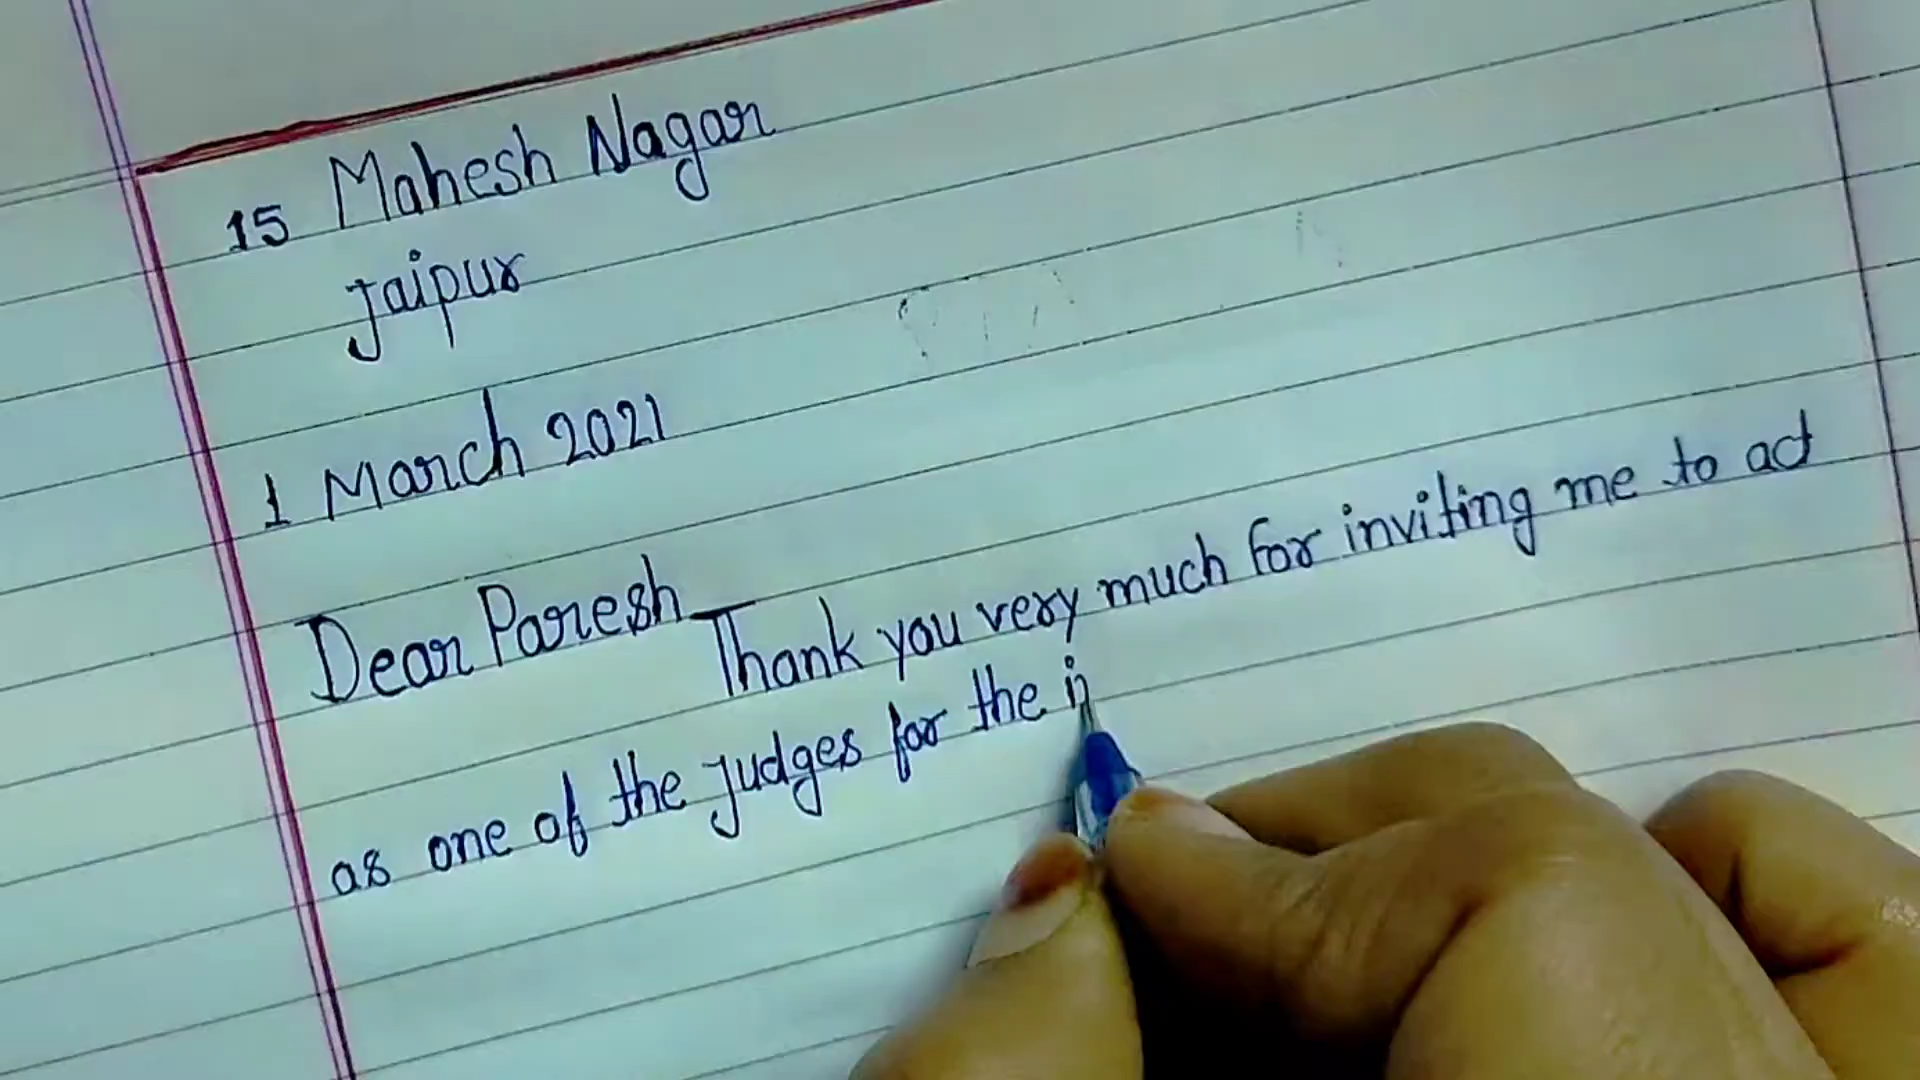 15 Mahesh Nagar
Jaipur
1 March 2021
Dear Paresh
Thank you very much for inviting me to act
as one of the judges for the